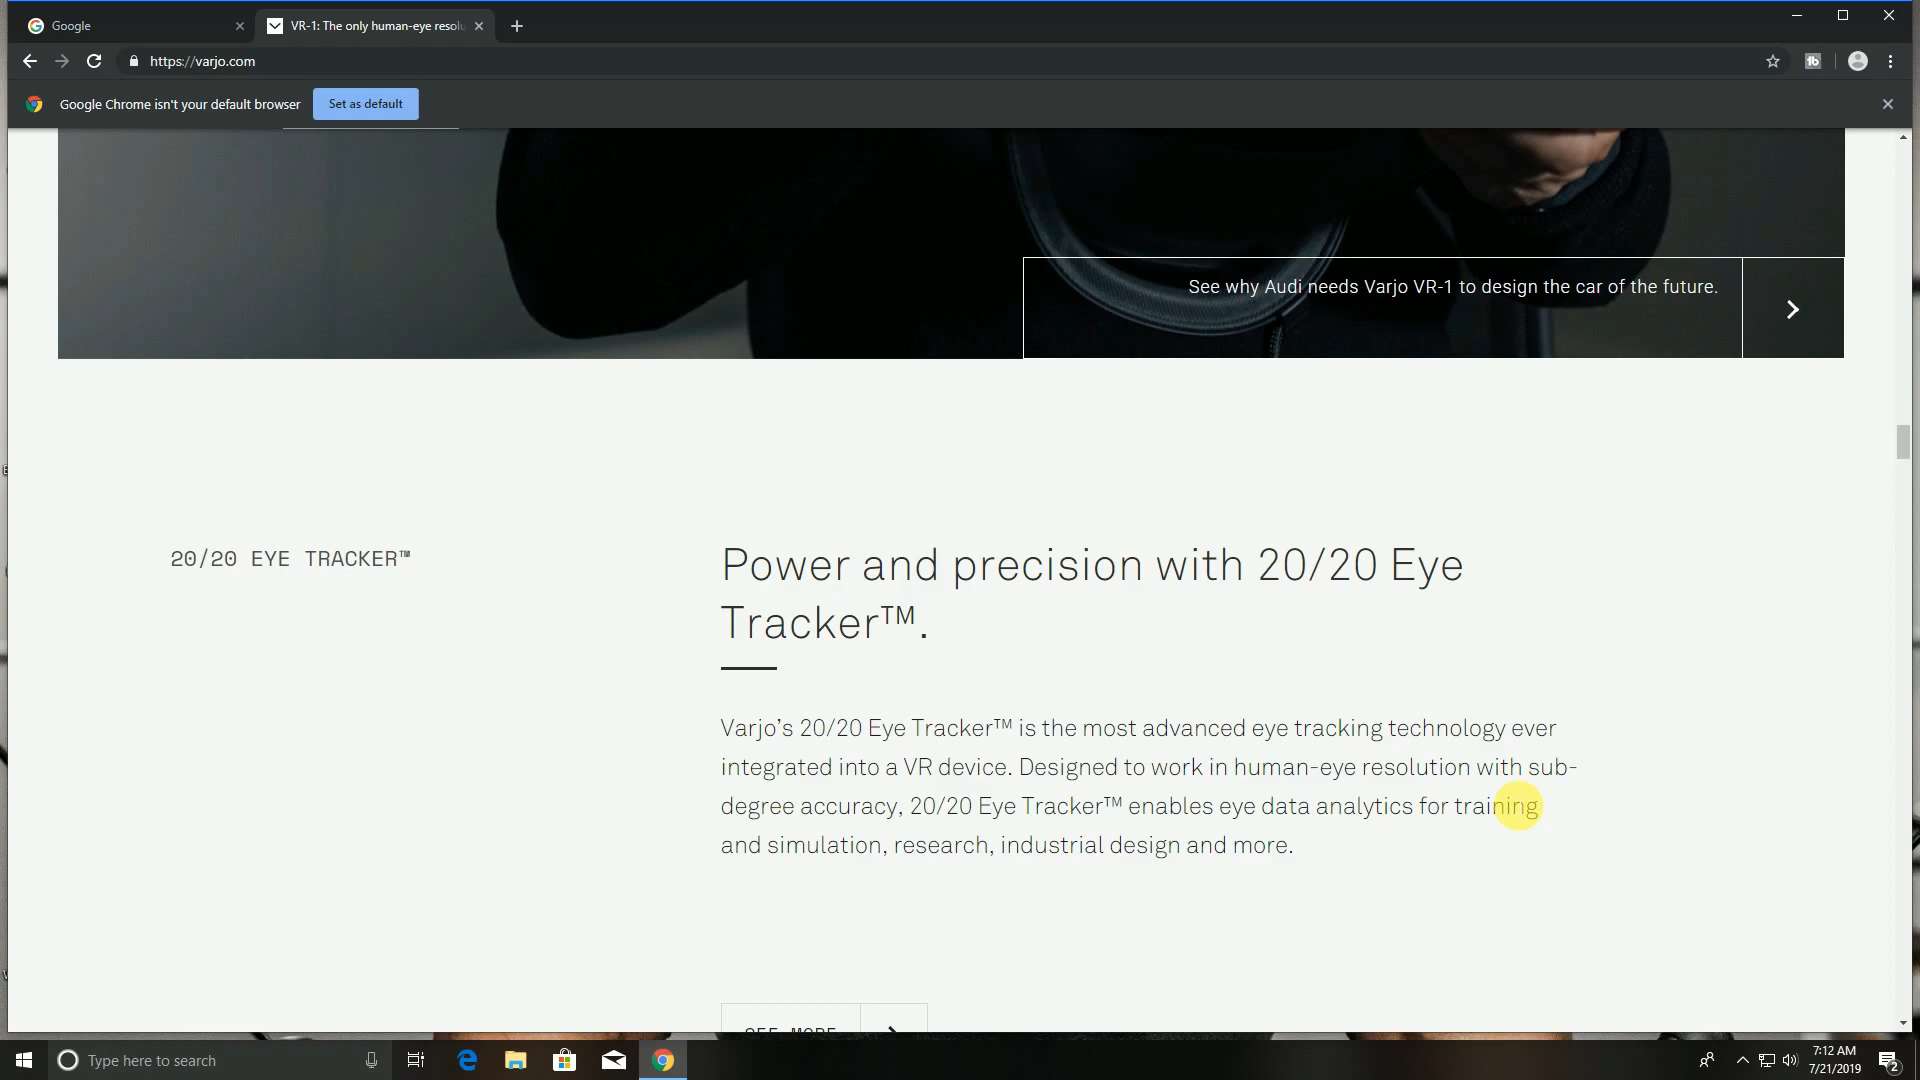 Google
VR-1: The only human-eye resolu
https://varjo.com
Google Chrome isn't your default browser
Set as default
See why Audi needs Varjo VR-1 to design the car of the future.
20/20 EYE TRACKER™
Power and precision with 20/20 Eye
Tracker™.
Varjo’s 20/20 Eye Tracker™ is the most advanced eye tracking technology ever
integrated into a VR device. Designed to work in human-eye resolution with sub-
degree accuracy, 20/20 Eye Tracker™ enables eye data analytics for training
and simulation, research, industrial design and more.
SEE MORE
Type here to search
7:12 AM
7/21/2019
2